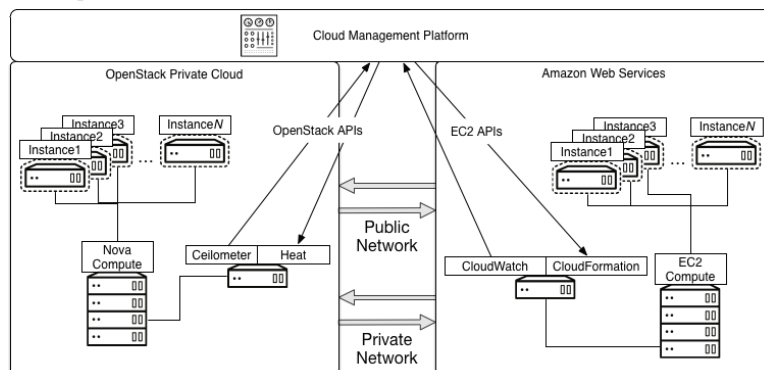 Cloud Management Platform
OpenStack Private Cloud
Amazon Web Services
Instance3
Instance2
Instance1
...
InstanceN
OpenStack APIs
EC2 APIs
Instance3
Instance2
Instance1
...
InstanceN
Public
Network
Nova
Compute
Ceilometer
Heat
CloudWatch
CloudFormation
EC2
Compute
Private
Network